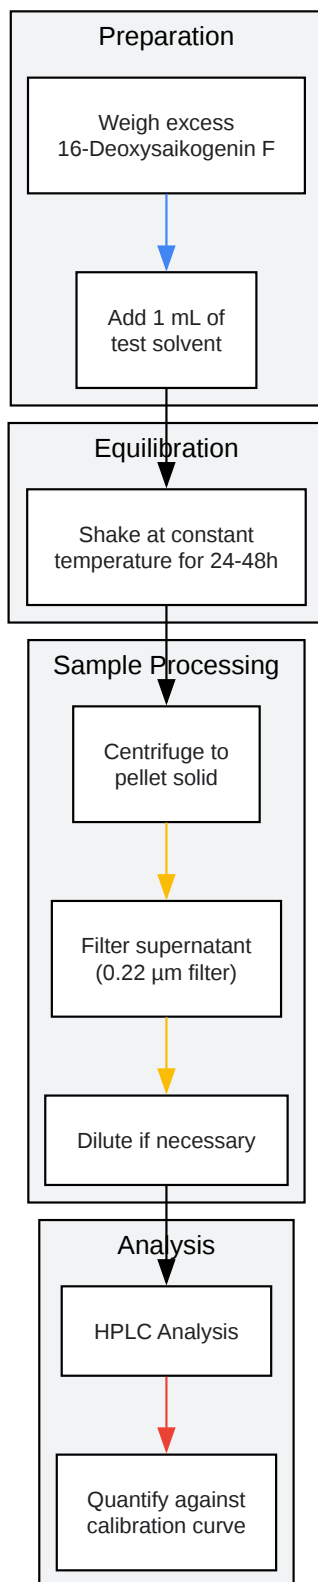 Preparation
Weigh excess
16-Deoxysaikogenin F
Add 1 mL of
test solvent
Equilibration
Shake at constant
temperature for 24-48h
Sample Processing
Centrifuge to
pellet solid
Filter supernatant
(0.22 µm filter)
Dilute if necessary
Analysis
HPLC Analysis
Quantify against
calibration curve